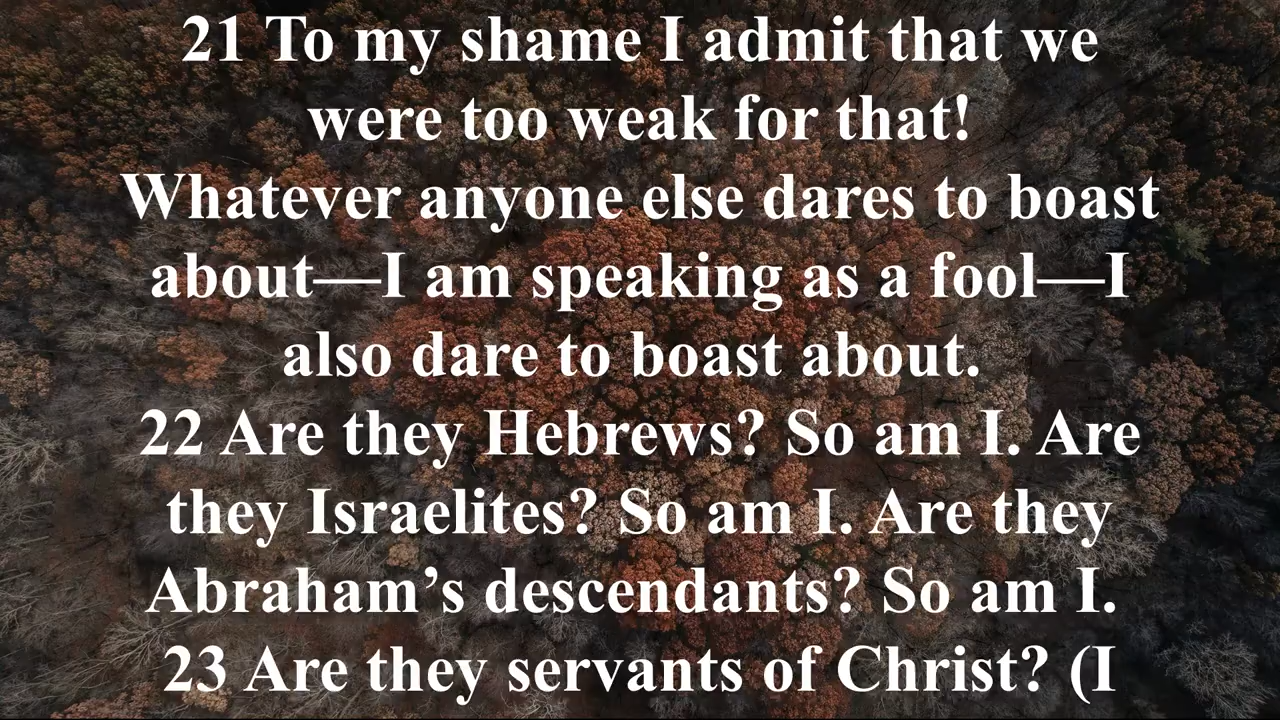 21 To my shame I admit that we
were too weak for that!
Whatever anyone else dares to boast
about—I am speaking as a fool—I
also dare to boast about.
22 Are they Hebrews? So am I. Are
they Israelites? So am I. Are they
Abraham’s descendants? So am I.
23 Are they servants of Christ? (I